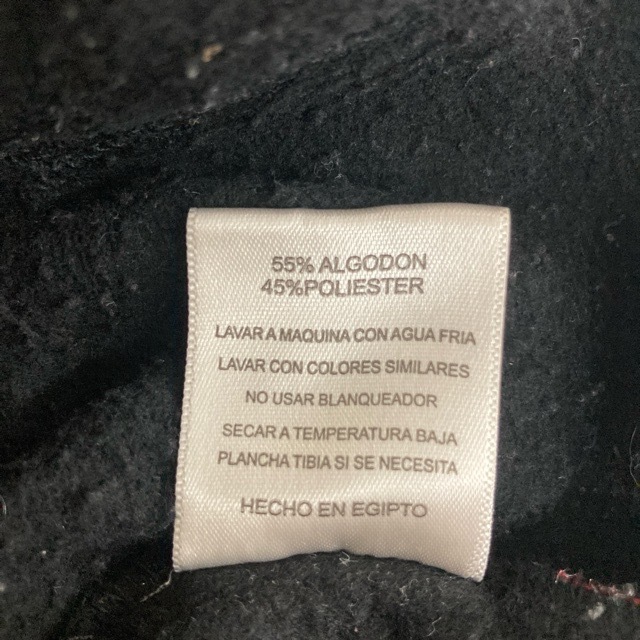 55% ALGODON
45%POLIESTER
LAVAR A MAQUINA CON AGUA FRIA
LAVAR CON COLORES SIMILARES
NO USAR BLANQUEADOR
SECAR A TEMPERATURA BAJA
PLANCHA TIBIA SI SE NECESITA
HECHO EN EGIPTO